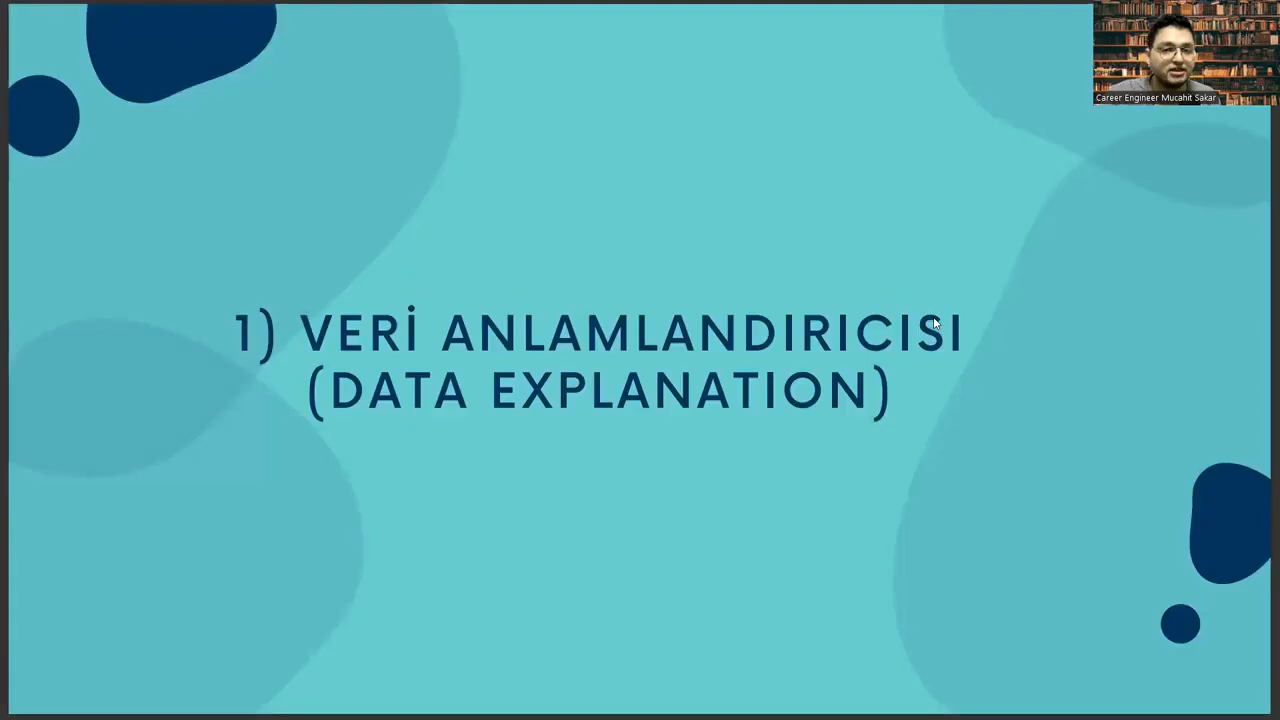 Career Engineer Mucahit Sakar
1) VERİ ANLAMLANDIRICISI
(DATA EXPLANATION)